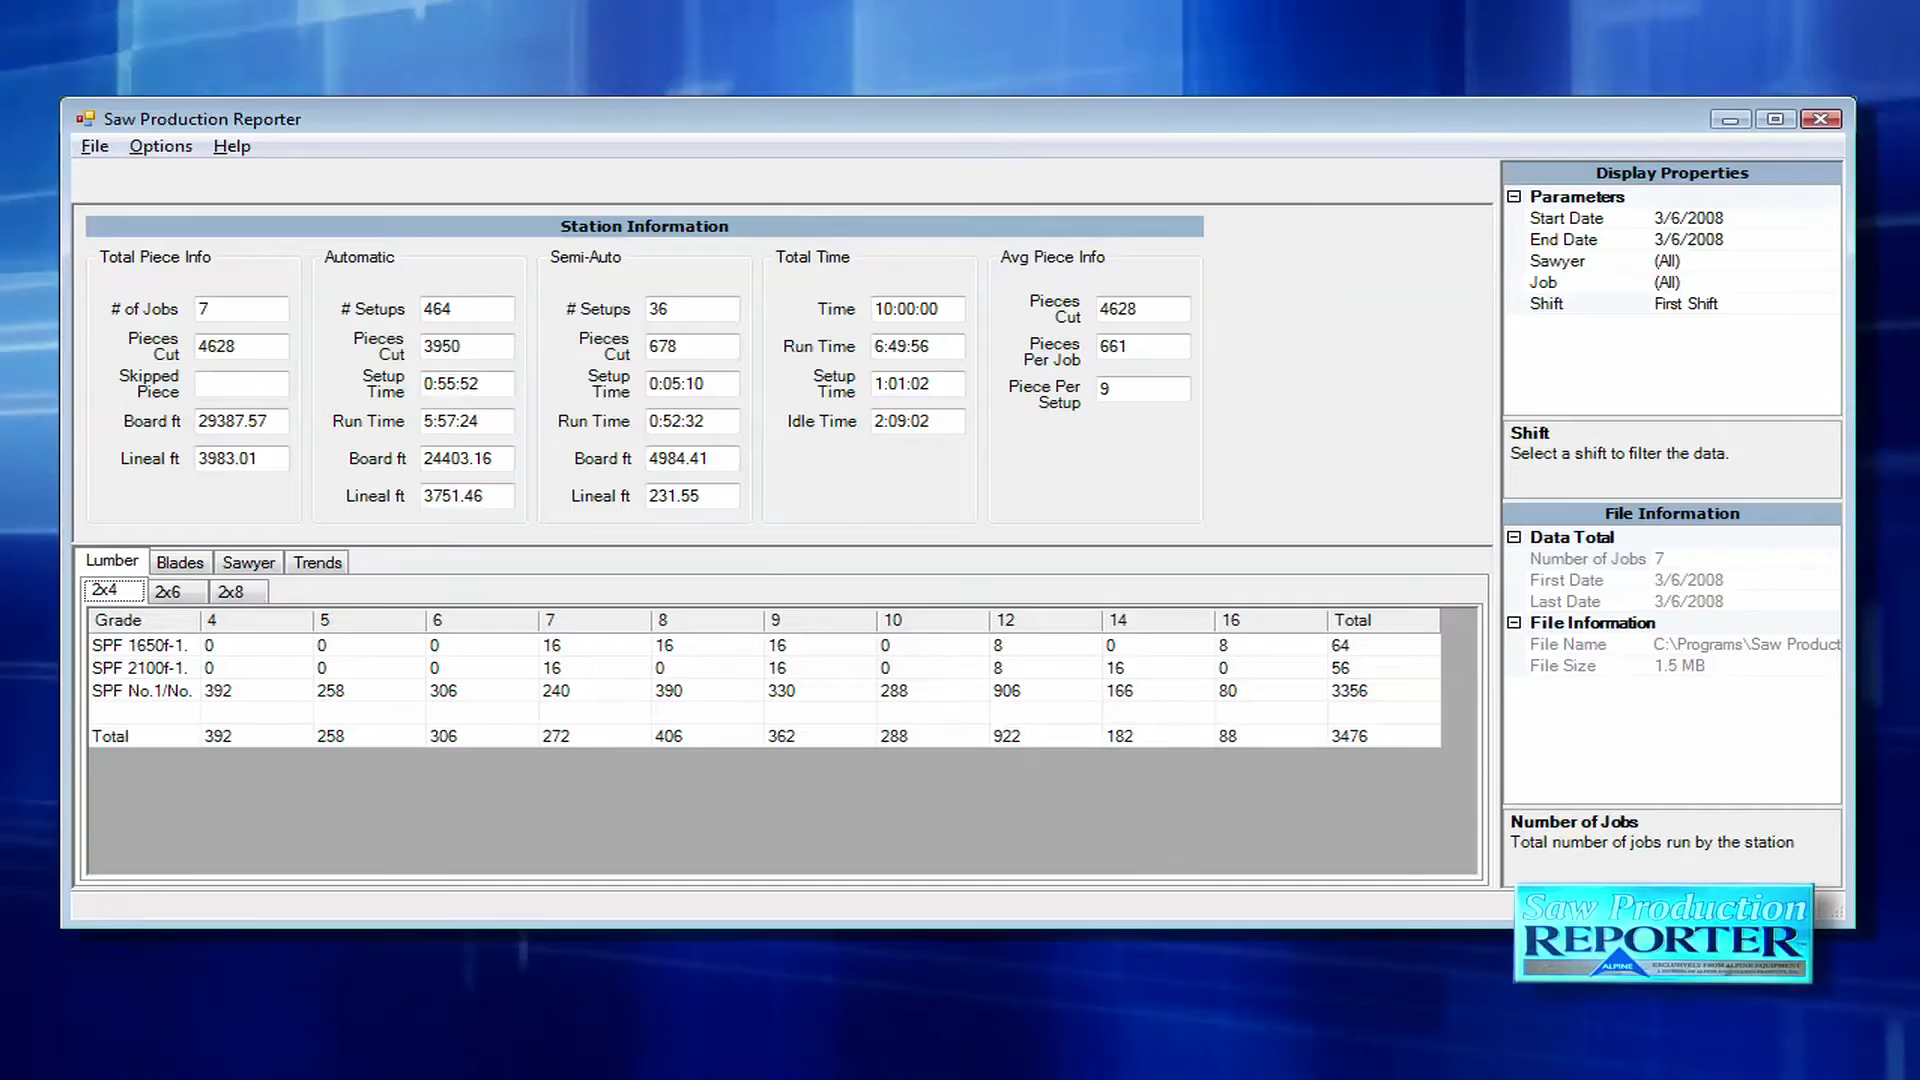 Saw Production Reporter
File Options Help
Station Information
Total Piece Info
# of Jobs 7
Pieces Cut 4628
Skipped Piece
Board ft 29387.57
Lineal ft 3983.01
Automatic
# Setups 464
Pieces Cut 3950
Setup Time 0:55:52
Run Time 5:57:24
Board ft 24403.16
Lineal ft 3751.46
Semi-Auto
# Setups 36
Pieces Cut 678
Setup Time 0:05:10
Run Time 0:52:32
Board ft 4984.41
Lineal ft 231.55
Total Time
Time 10:00:00
Run Time 6:49:56
Setup Time 1:01:02
Idle Time 2:09:02
Avg Piece Info
Pieces Cut 4628
Pieces Per Job 661
Piece Per Setup 9
Lumber Blades Sawyer Trends
2x4 2x6 2x8
Grade 4 5 6 7 8 9 10 12 14 16 Total
SPF 1650f-1. 0 0 0 16 16 16 0 8 0 8 64
SPF 2100f-1. 0 0 0 16 0 16 0 8 16 0 56
SPF No.1/No. 392 258 306 240 390 330 288 906 166 80 3356
Total 392 258 306 272 406 362 288 922 182 88 3476
Display Properties
Parameters
Start Date 3/6/2008
End Date 3/6/2008
Sawyer (All)
Job (All)
Shift First Shift
Shift
Select a shift to filter the data.
File Information
Data Total
Number of Jobs 7
First Date 3/6/2008
Last Date 3/6/2008
File Information
File Name C:\Programs\Saw Product
File Size 1.5 MB
Number of Jobs
Total number of jobs run by the station
Saw Production
REPORTER
ALPINE
EXCLUSIVELY FROM ALPINE EQUIPMENT